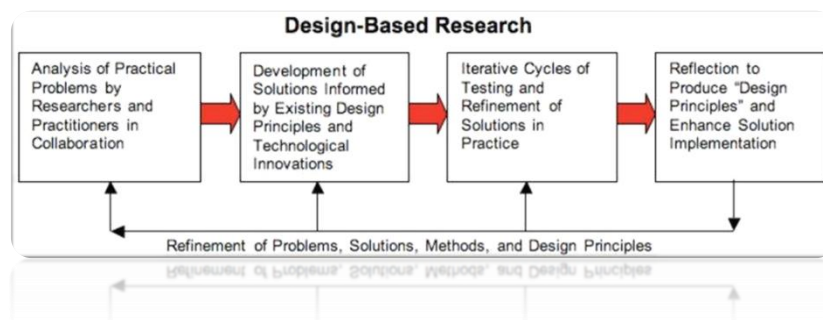 Design-Based Research
Analysis of Practical
Problems by
Researchers and
Practitioners in
Collaboration
Development of
Solutions Informed
by Existing Design
Principles and
Technological
Innovations
Iterative Cycles of
Testing and
Refinement of
Solutions in
Practice
Reflection to
Produce “Design
Principles” and
Enhance Solution
Implementation
Refinement of Problems, Solutions, Methods, and Design Principles